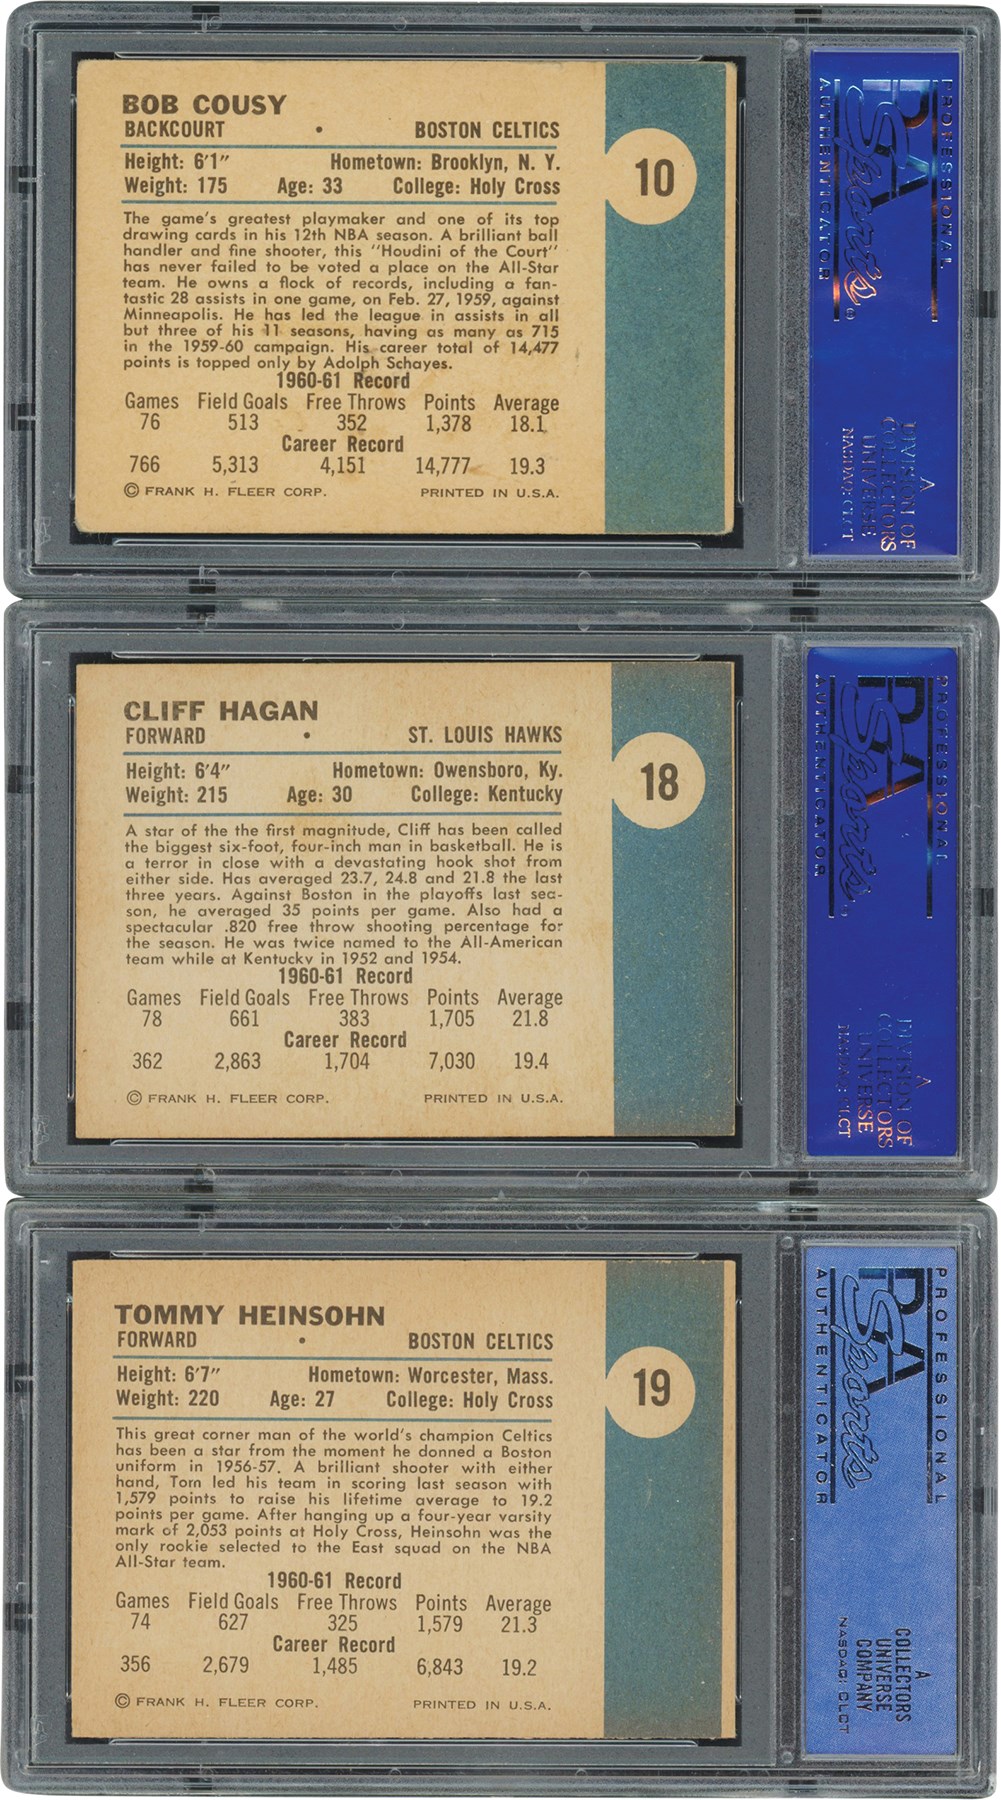 BOB COUSY
BACKCOURT • BOSTON CELTICS
Height: 6'1" Hometown: Brooklyn, N. Y.
Weight: 175 Age: 33 College: Holy Cross
The game's greatest playmaker and one of its top
drawing cards in his 12th NBA season. A brilliant ball
handler and fine shooter, this "Houdini of the Court"
has never failed to be voted a place on the All-Star
team. He owns a flock of records, including a fan-
tastic 28 assists in one game, on Feb. 27, 1959, against
Minneapolis. He has led the league in assists in all
but three of his 11 seasons, having as many as 715
in the 1959-60 campaign. His career total of 14,477
points is topped only by Adolph Schayes.
1960-61 Record
Games Field Goals Free Throws Points Average
76 513 352 1,378 18.1
Career Record
766 5,313 4,151 14,777 19.3
© FRANK H. FLEER CORP. PRINTED IN U.S.A.
10
PROFESSIONAL
PSA
Sports
AUTHENTICATOR
A
DIVISION OF
COLLECTORS
UNIVERSE
NASDAQ: CLCT
CLIFF HAGAN
FORWARD • ST. LOUIS HAWKS
Height: 6'4" Hometown: Owensboro, Ky.
Weight: 215 Age: 30 College: Kentucky
A star of the the first magnitude, Cliff has been called
the biggest six-foot, four-inch man in basketball. He is
a terror in close with a devastating hook shot from
either side. Has averaged 23.7, 24.8 and 21.8 the last
three years. Against Boston in the playoffs last sea-
son, he averaged 35 points per game. Also had a
spectacular .820 free throw shooting percentage for
the season. He was twice named to the All-American
team while at Kentucky in 1952 and 1954.
1960-61 Record
Games Field Goals Free Throws Points Average
78 661 383 1,705 21.8
Career Record
362 2,863 1,704 7,030 19.4
© FRANK H. FLEER CORP. PRINTED IN U.S.A.
18
PROFESSIONAL
PSA
Sports
AUTHENTICATOR
A
DIVISION OF
COLLECTORS
UNIVERSE
NASDAQ: CLCT
TOMMY HEINSOHN
FORWARD • BOSTON CELTICS
Height: 6'7" Hometown: Worcester, Mass.
Weight: 220 Age: 27 College: Holy Cross
This great corner man of the world's champion Celtics
has been a star from the moment he donned a Boston
uniform in 1956-57. A brilliant shooter with either
hand, Tom led his team in scoring last season with
1,579 points to raise his lifetime average to 19.2
points per game. After hanging up a four-year varsity
mark of 2,053 points at Holy Cross, Heinsohn was the
only rookie selected to the East squad on the NBA
All-Star team.
1960-61 Record
Games Field Goals Free Throws Points Average
74 627 325 1,579 21.3
Career Record
356 2,679 1,485 6,843 19.2
© FRANK H. FLEER CORP. PRINTED IN U.S.A.
19
PROFESSIONAL
PSA
Sports
AUTHENTICATOR
A
COLLECTORS
UNIVERSE
COMPANY
NASDAQ: CLCT